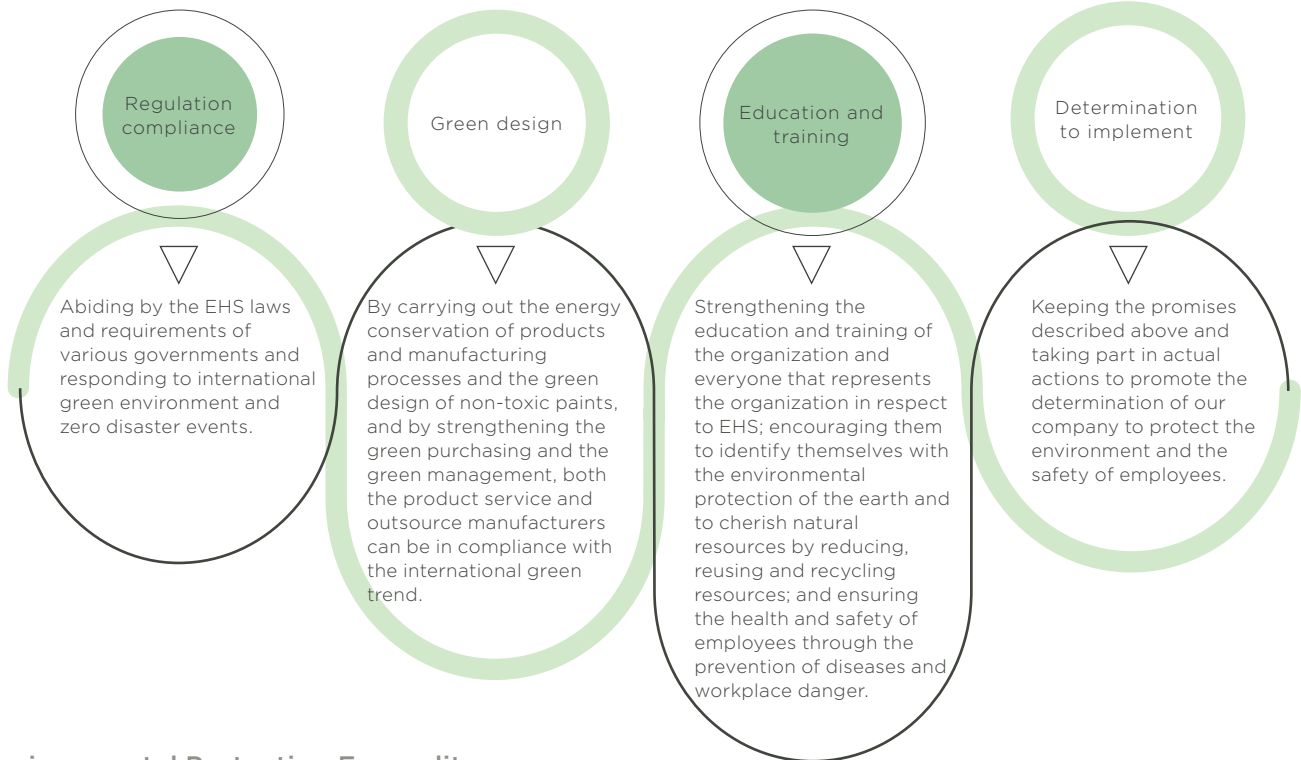 Regulation
compliance
Abiding by the EHS laws
and requirements of
various governments and
responding to international
green environment and
zero disaster events.
Green design
By carrying out the energy
conservation of products
and manufacturing
processes and the green
design of non-toxic paints,
and by strengthening the
green purchasing and the
green management, both
the product service and
outsource manufacturers
can be in compliance with
the international green
trend.
Education and
training
Strengthening the
education and training of
the organization and
everyone that represents
the organization in respect
to EHS; encouraging them
to identify themselves with
the environmental
protection of the earth and
to cherish natural
resources by reducing,
reusing and recycling
resources; and ensuring
the health and safety of
employees through the
prevention of diseases and
workplace danger.
Determination
to implement
Keeping the promises
described above and
taking part in actual
actions to promote the
determination of our
company to protect the
environment and the
safety of employees.